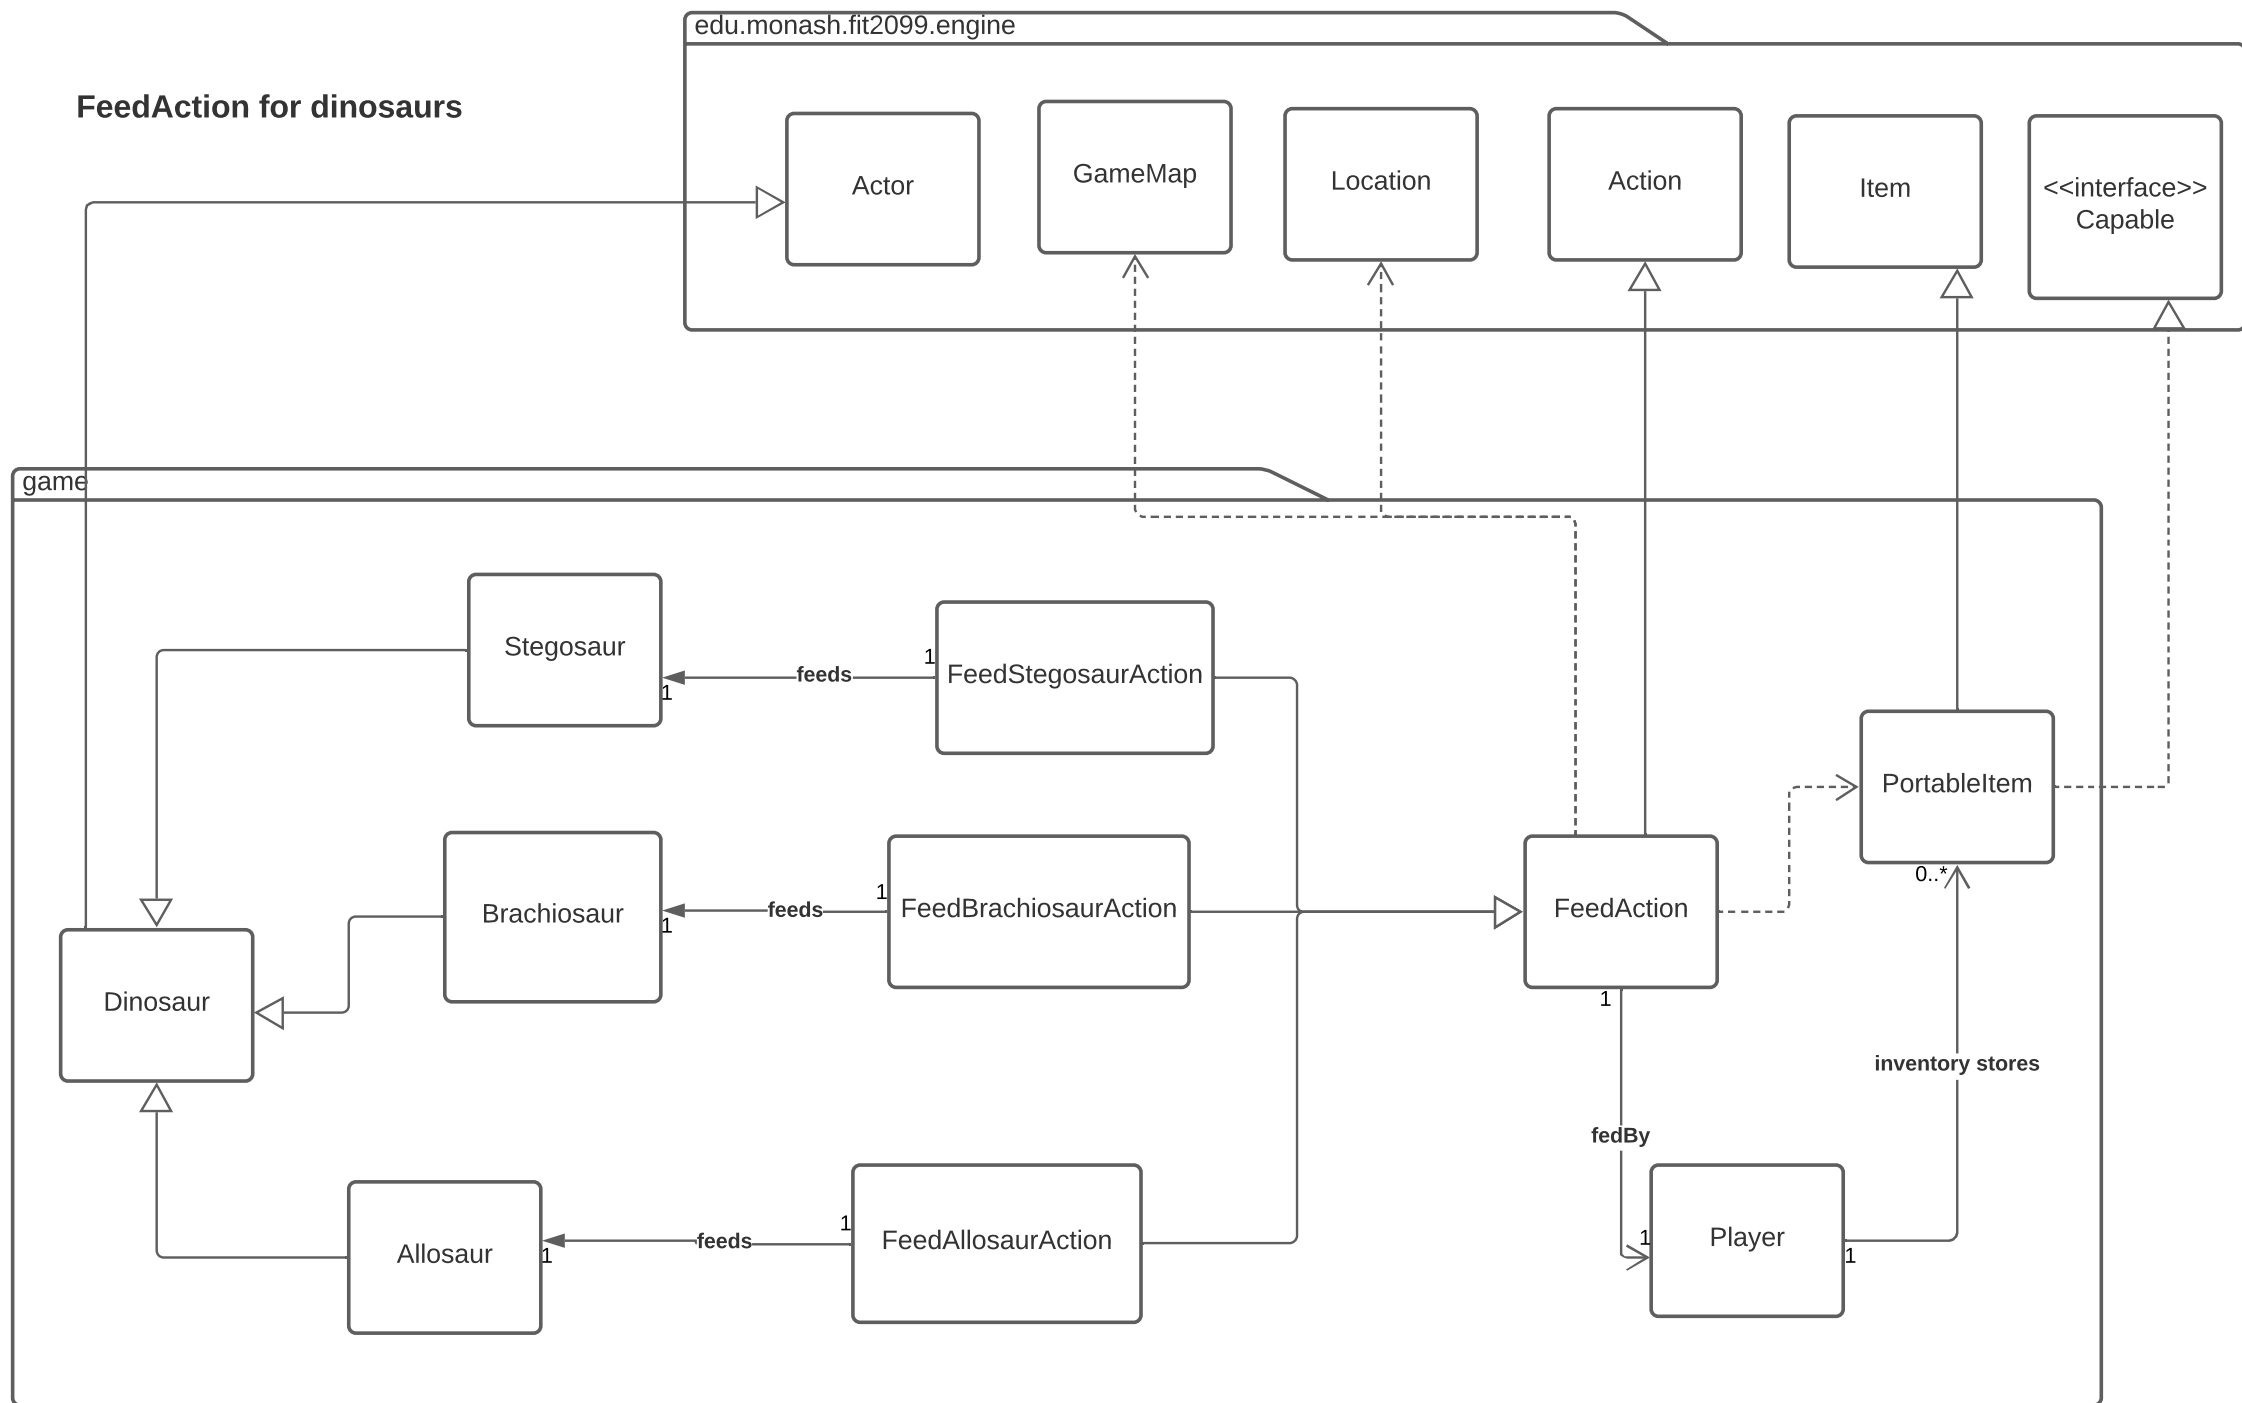 edu.monash.fit2099.engine
FeedAction for dinosaurs
Actor
GameMap
Location
Action
Item
<<interface>>
Capable
game
Stegosaur
1
feeds
1
FeedStegosaurAction
PortableItem
0..*
Brachiosaur
1
feeds
1
FeedBrachiosaurAction
FeedAction
1
Dinosaur
inventory stores
fedBy
Allosaur
1
feeds
1
FeedAllosaurAction
1
Player
1